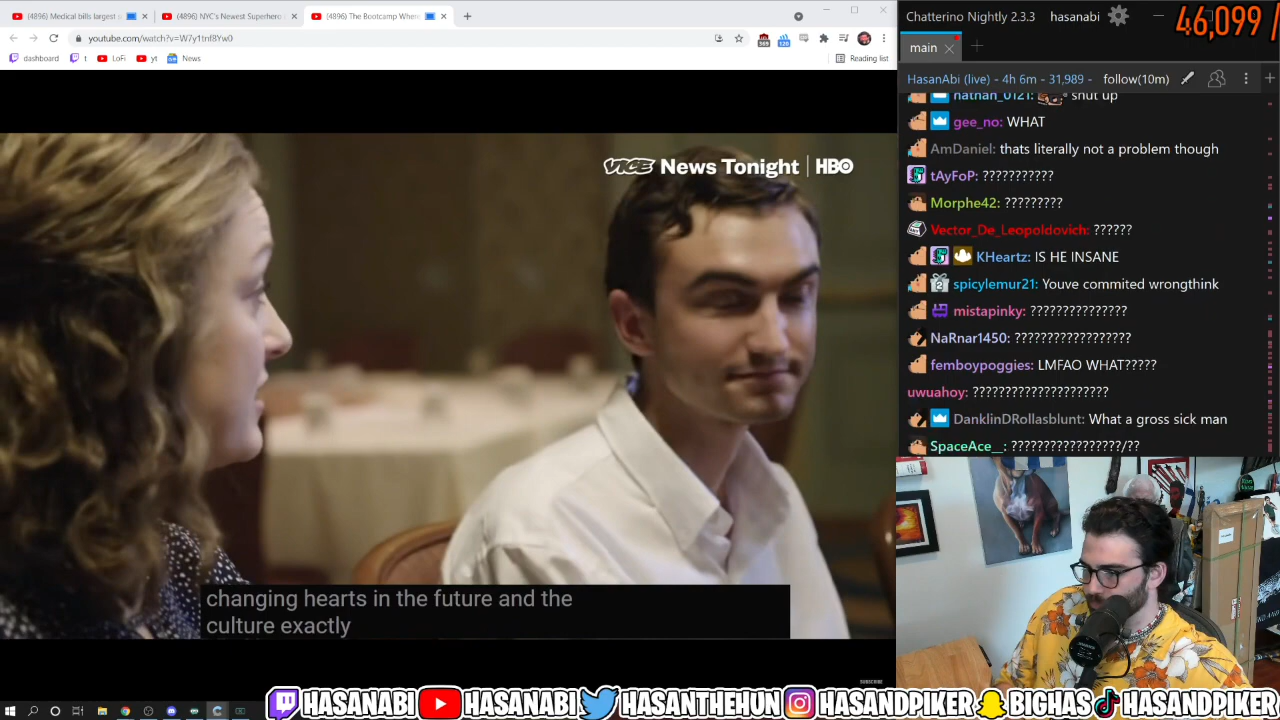 (4896) Medical bills largest s
(4896) NYC's Newest Superhero
(4896) The Bootcamp Where
youtube.com/watch?v=W7y1tnf8Yw0
dashboard
t
LoFi
yt
News
Reading list
VICE News Tonight | HBO
changing hearts in the future and the
culture exactly
SUBSCRIBE
Chatterino Nightly 2.3.3
hasanabi
46,099 /
main
HasanAbi (live) - 4h 6m - 31,989 - follow(10m)
nathan_0121: shut up
gee_no: WHAT
AmDaniel: thats literally not a problem though
tAyFoP: ???????????
Morphe42: ?????????
Vector_De_Leopoldovich: ??????
KHeartz: IS HE INSANE
spicylemur21: Youve commited wrongthink
mistapinky: ???????????????
NaRnar1450: ??????????????????
femboypoggies: LMFAO WHAT?????
uwuahoy: ?????????????????????
DanklinDRollasblunt: What a gross sick man
SpaceAce__: ?????????????????/??
HASANABI HASANABI HASANTHEHUN HASANDPIKER BIGHAS HASANDPIKER